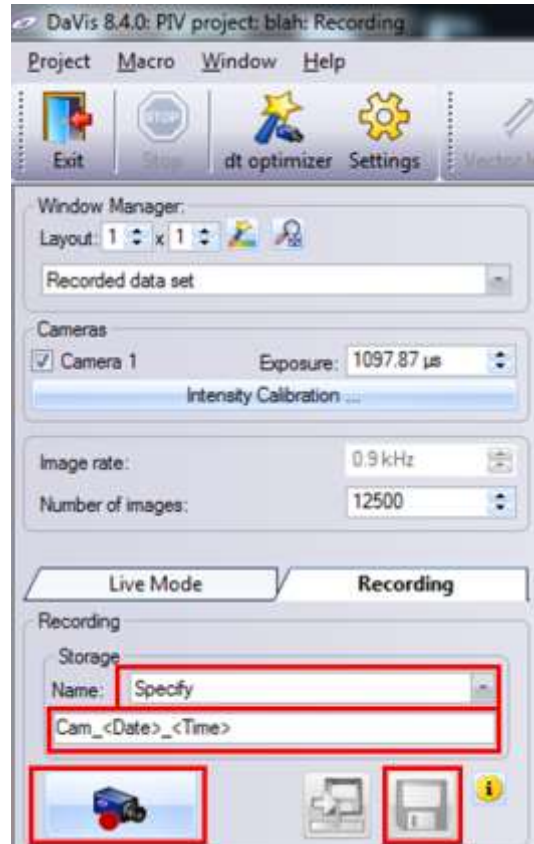 DaVis 8.4.0: PIV project: blah: Recording
Project Macro Window Help
Exit Stop dt optimizer Settings
Window Manager:
Layout: 1 x 1
Recorded data set
Cameras
Camera 1 Exposure: 1097.87 µs
Intensity Calibration ...
Image rate: 0.9 kHz
Number of images: 12500
Live Mode Recording
Recording
Storage
Name: Specify
Cam_<Date>_<Time>